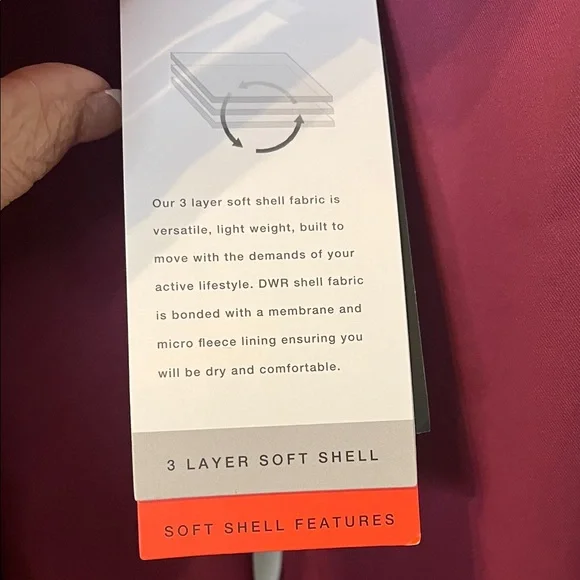 Our 3 layer soft shell fabric is
versatile, light weight, built to
move with the demands of your
active lifestyle. DWR shell fabric
is bonded with a membrane and
micro fleece lining ensuring you
will be dry and comfortable.
3 LAYER SOFT SHELL
SOFT SHELL FEATURES